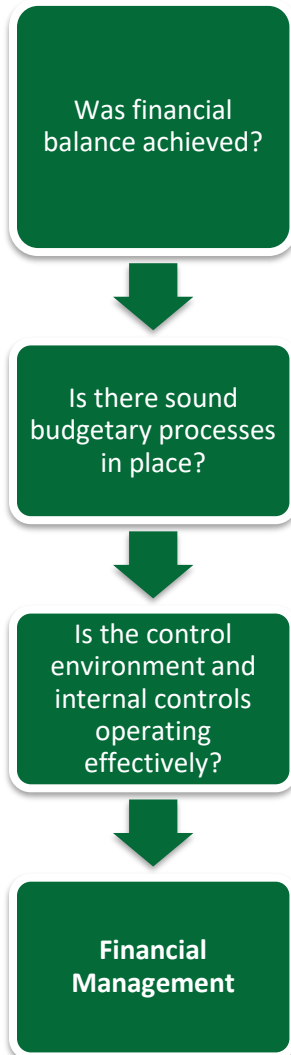 Was financial
balance achieved?
Is there sound
budgetary processes
in place?
Is the control
environment and
internal controls
operating
effectively?
Financial
Management